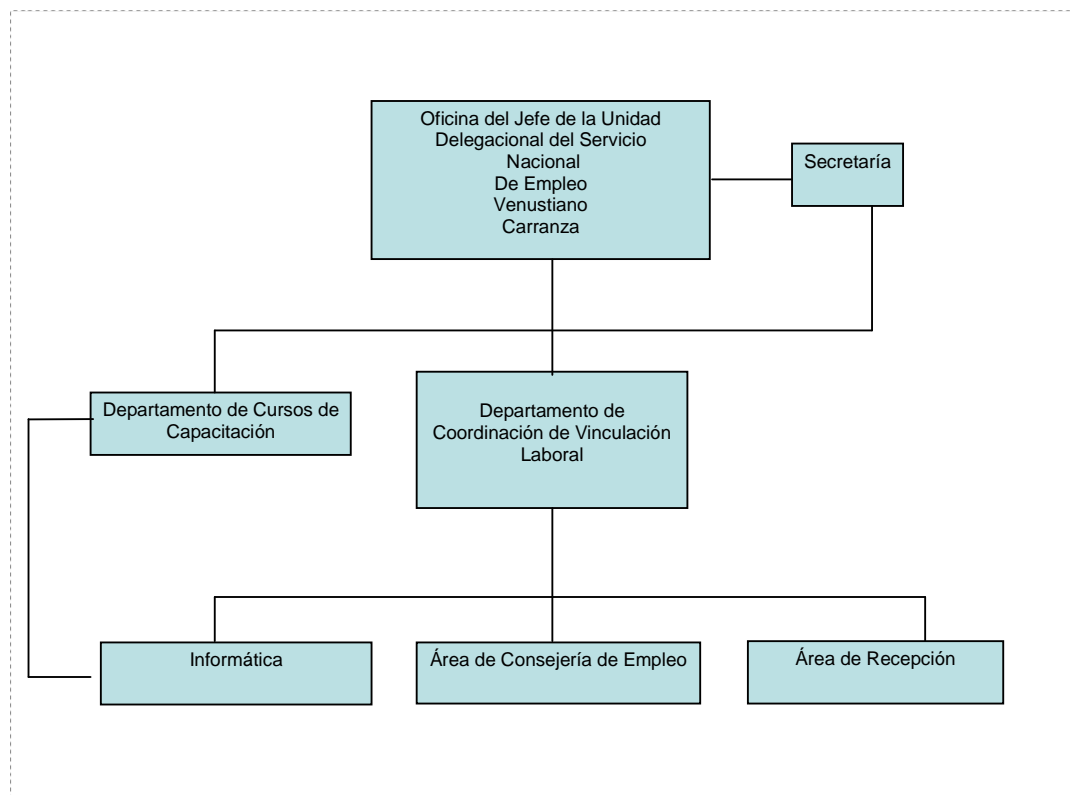 Oficina del Jefe de la Unidad
Delegacional del Servicio
Nacional
De Empleo
Venustiano
Carranza
Secretaría
Departamento de Cursos de
Capacitación
Departamento de
Coordinación de Vinculación
Laboral
Informática
Área de Consejería de Empleo
Área de Recepción